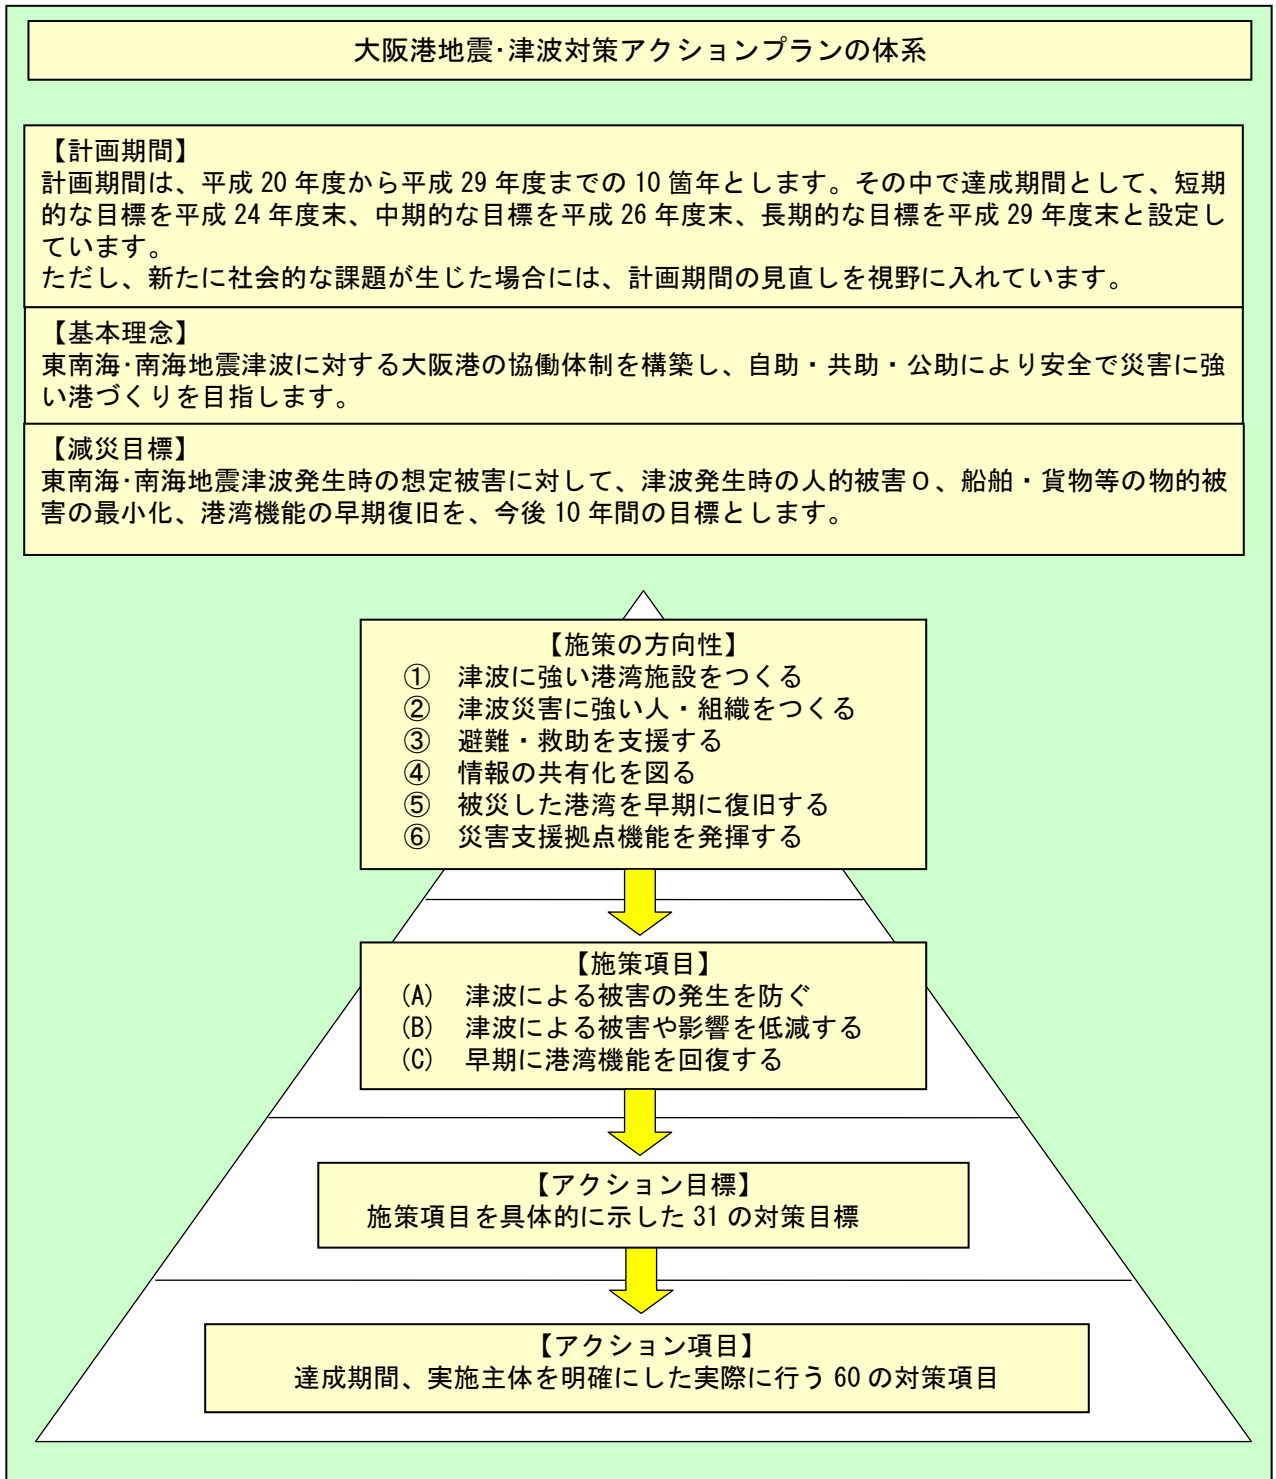 大阪港地震･津波対策アクションプランの体系
【計画期間】
計画期間は、平成 20 年度から平成 29 年度までの 10 箇年とします。その中で達成期間として、短期
的な目標を平成 24 年度末、中期的な目標を平成 26 年度末、長期的な目標を平成 29 年度末と設定し
ています。
ただし、新たに社会的な課題が生じた場合には、計画期間の見直しを視野に入れています。
【基本理念】
東南海･南海地震津波に対する大阪港の協働体制を構築し、自助・共助・公助により安全で災害に強
い港づくりを目指します。
【減災目標】
東南海･南海地震津波発生時の想定被害に対して、津波発生時の人的被害０、船舶・貨物等の物的被
害の最小化、港湾機能の早期復旧を、今後 10 年間の目標とします。
【施策の方向性】
① 津波に強い港湾施設をつくる
② 津波災害に強い人・組織をつくる
③ 避難・救助を支援する
④ 情報の共有化を図る
⑤ 被災した港湾を早期に復旧する
⑥ 災害支援拠点機能を発揮する
【施策項目】
(A) 津波による被害の発生を防ぐ
(B) 津波による被害や影響を低減する
(C) 早期に港湾機能を回復する
【アクション目標】
施策項目を具体的に示した 31 の対策目標
【アクション項目】
達成期間、実施主体を明確にした実際に行う 60 の対策項目